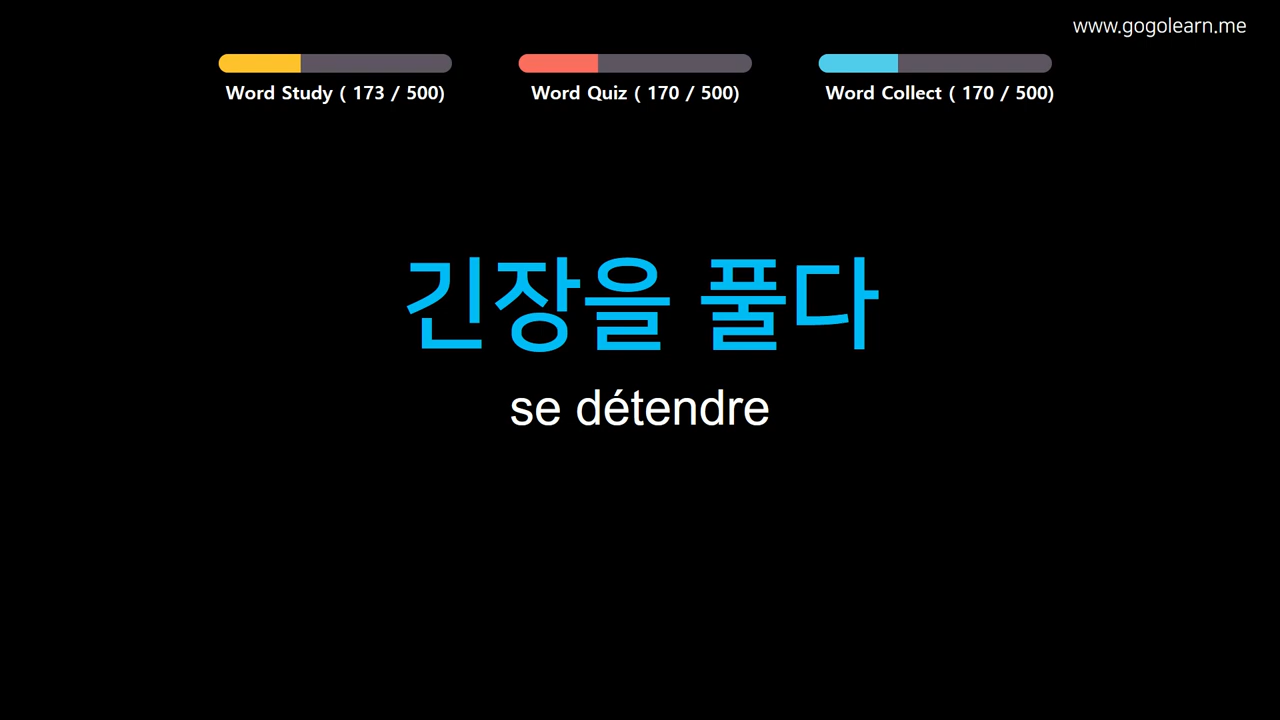 www.gogolearn.me
Word Study ( 173 / 500)
Word Quiz ( 170 / 500)
Word Collect ( 170 / 500)
긴장을 풀다
se détendre